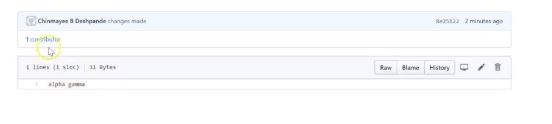 Chinmayee B Deshpande changes made 8e25122 2 minutes ago
1 contributor
1 lines (1 sloc) | 11 Bytes Raw Blame History
1 alpha gamma